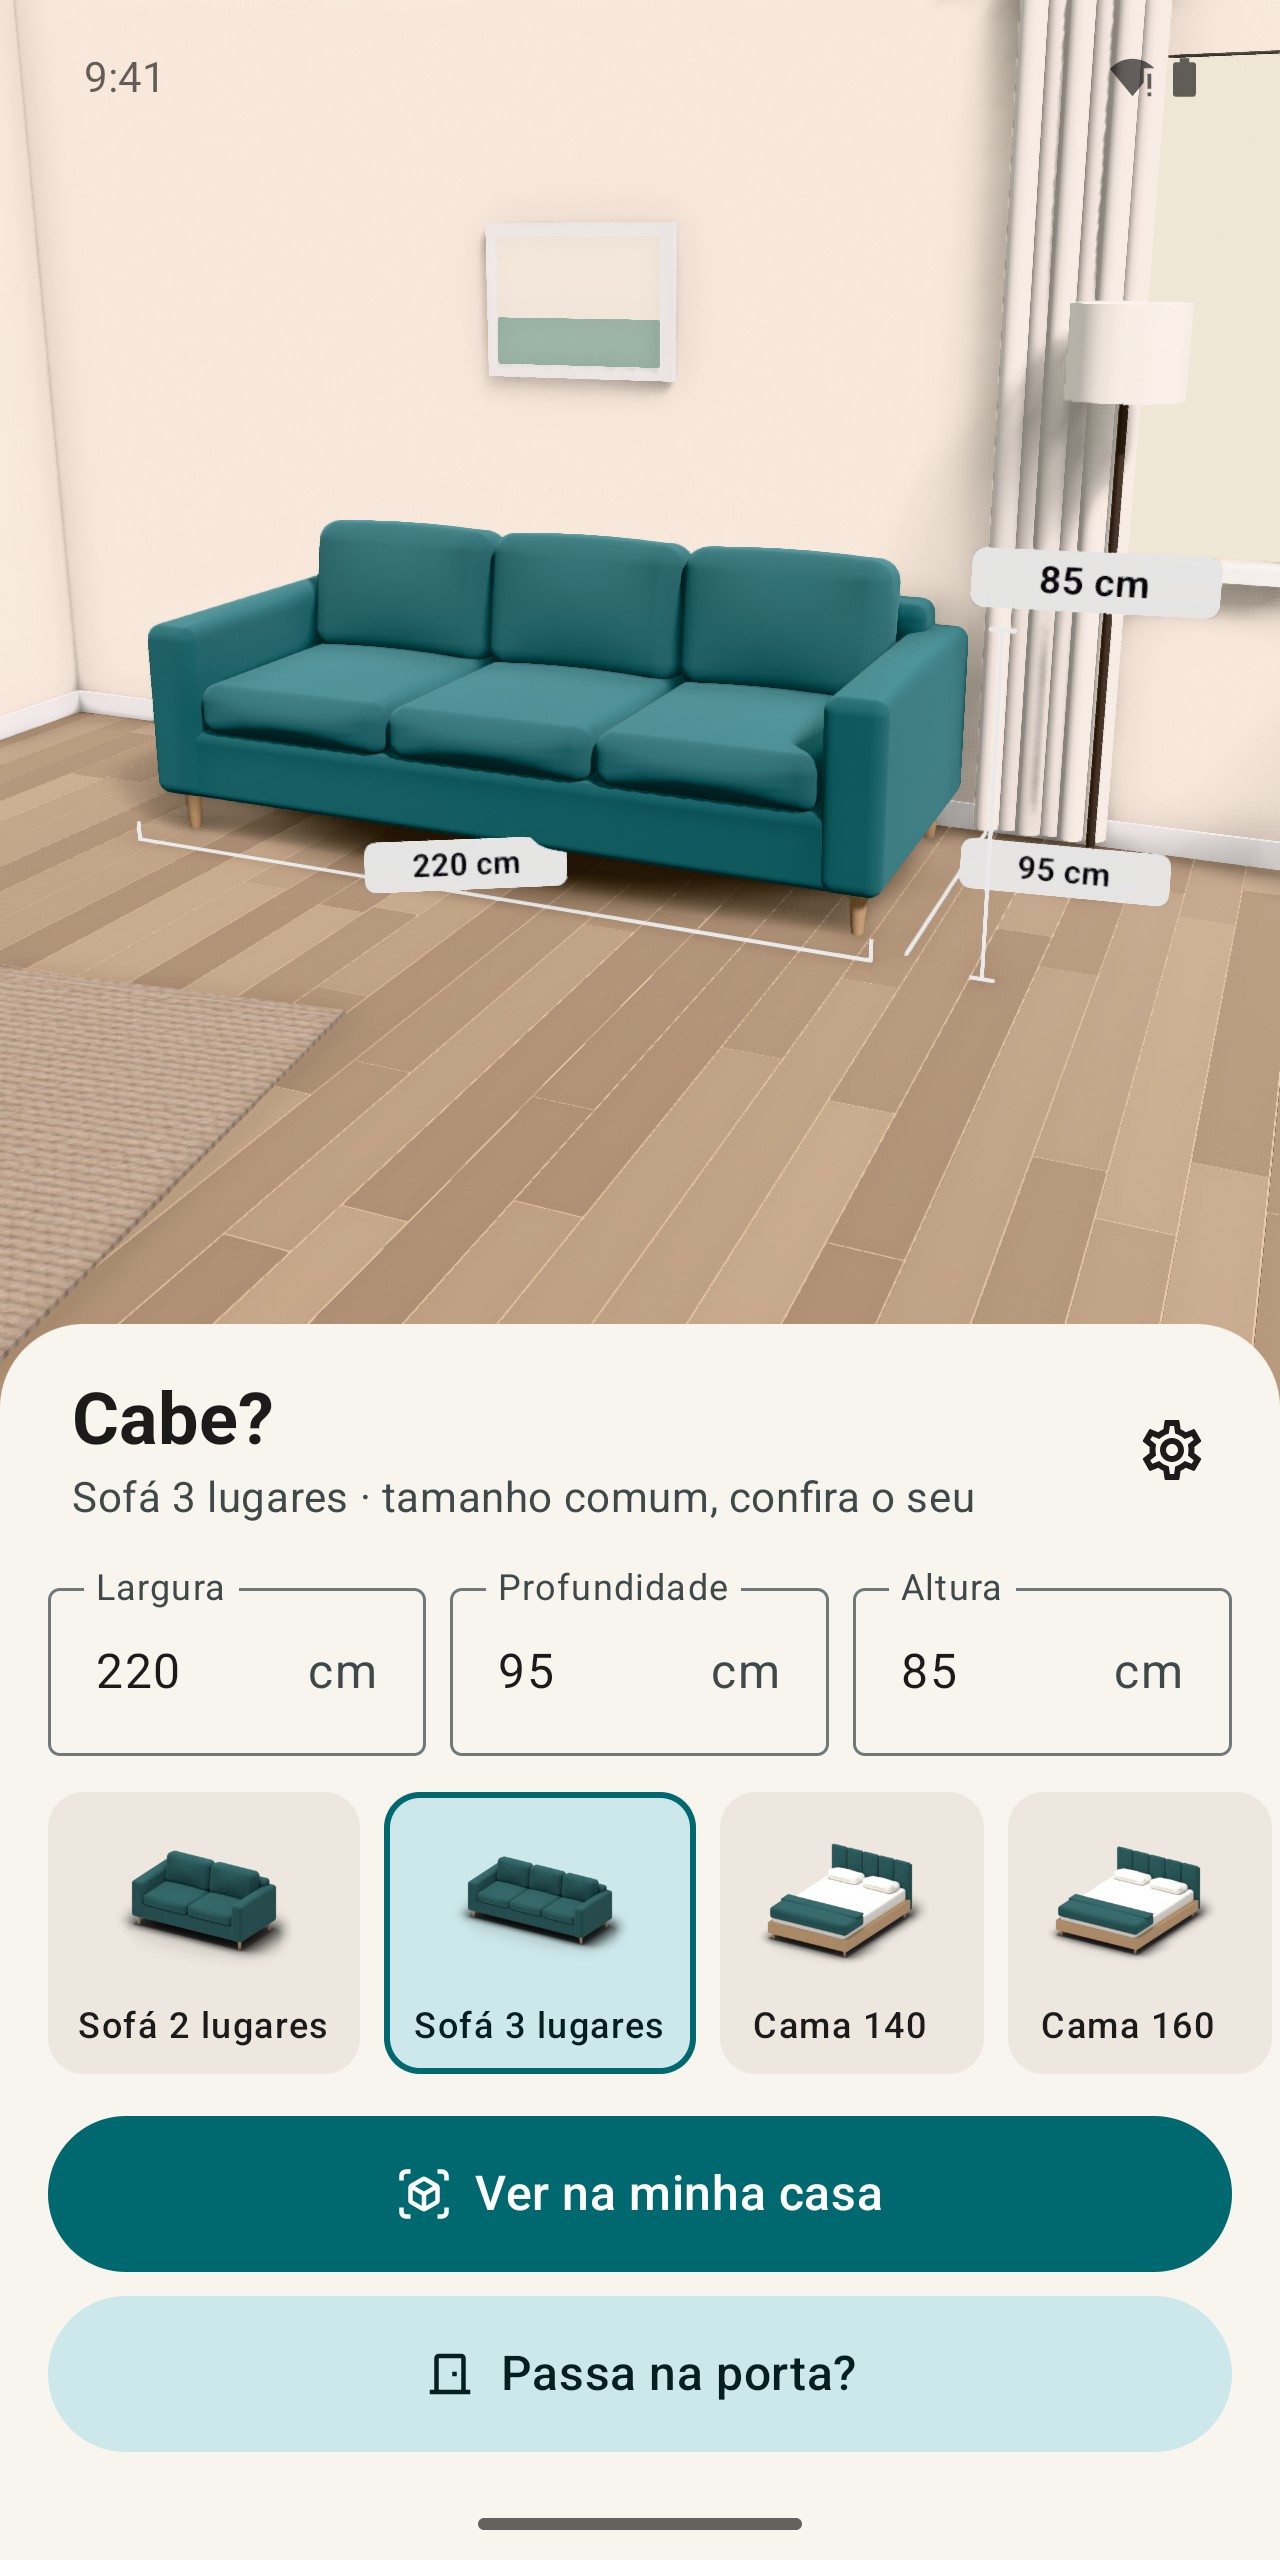 9:41
85 cm
220 cm
95 cm
Cabe?
Sofá 3 lugares · tamanho comum, confira o seu
Largura
Profundidade
Altura
220 cm
95 cm
85 cm
Sofá 2 lugares
Sofá 3 lugares
Cama 140
Cama 160
Ver na minha casa
Passa na porta?